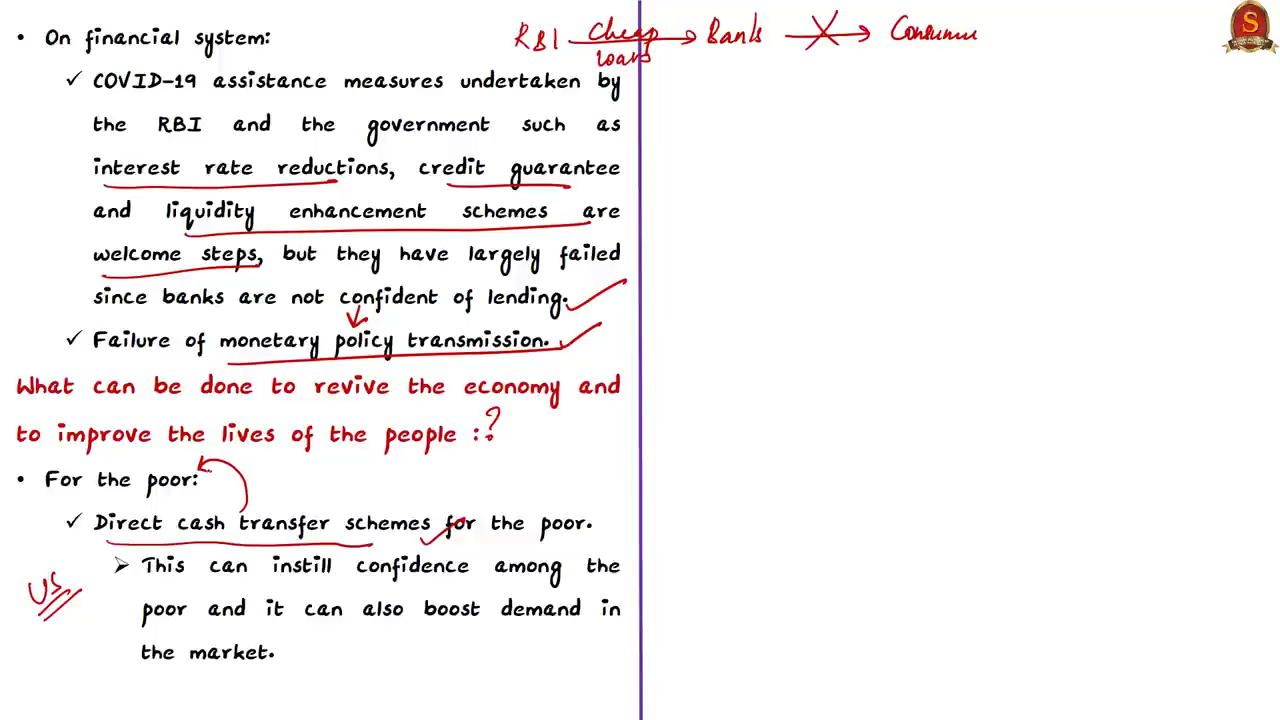 RBI Cheap loans Banks Consumer
• On financial system:
✓ COVID-19 assistance measures undertaken by
the RBI and the government such as
interest rate reductions, credit guarantee
and liquidity enhancement schemes are
welcome steps, but they have largely failed
since banks are not confident of lending.
✓ Failure of monetary policy transmission.
What can be done to revive the economy and
to improve the lives of the people :?
• For the poor:
✓ Direct cash transfer schemes for the poor.
➢ This can instill confidence among the
poor and it can also boost demand in
the market.
US
S